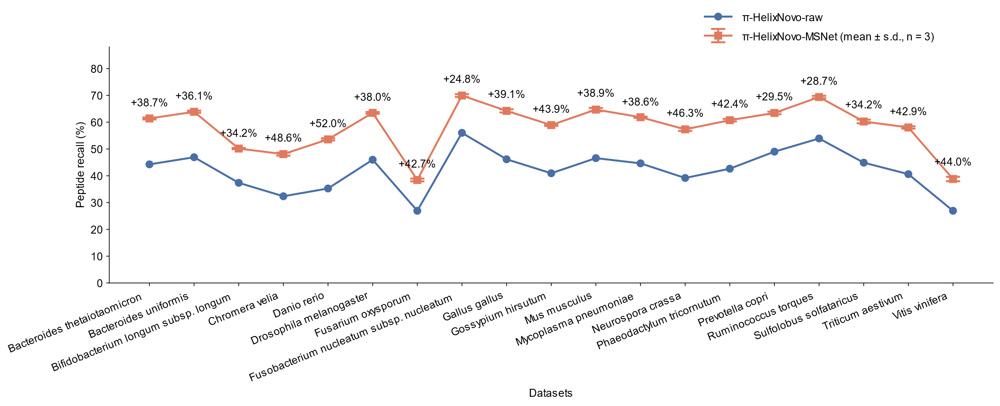 π-HelixNovo-raw
π-HelixNovo-MSNet (mean ± s.d., n = 3)
Peptide recall (%)
80
70
60
50
40
30
20
10
0
+38.7%
+36.1%
+34.2%
+48.6%
+52.0%
+38.0%
+42.7%
+24.8%
+39.1%
+43.9%
+38.9%
+38.6%
+46.3%
+42.4%
+29.5%
+28.7%
+34.2%
+42.9%
+44.0%
Bacteroides thetaiotaomicron
Bacteroides uniformis
Bifidobacterium longum subsp. longum
Chromera velia
Danio rerio
Drosophila melanogaster
Fusarium oxysporum
Fusobacterium nucleatum subsp. nucleatum
Gallus gallus
Gossypium hirsutum
Mus musculus
Mycoplasma pneumoniae
Neurospora crassa
Phaeodactylum tricornutum
Prevotella copri
Ruminococcus torques
Sulfolobus solfataricus
Triticum aestivum
Vitis vinifera
Datasets